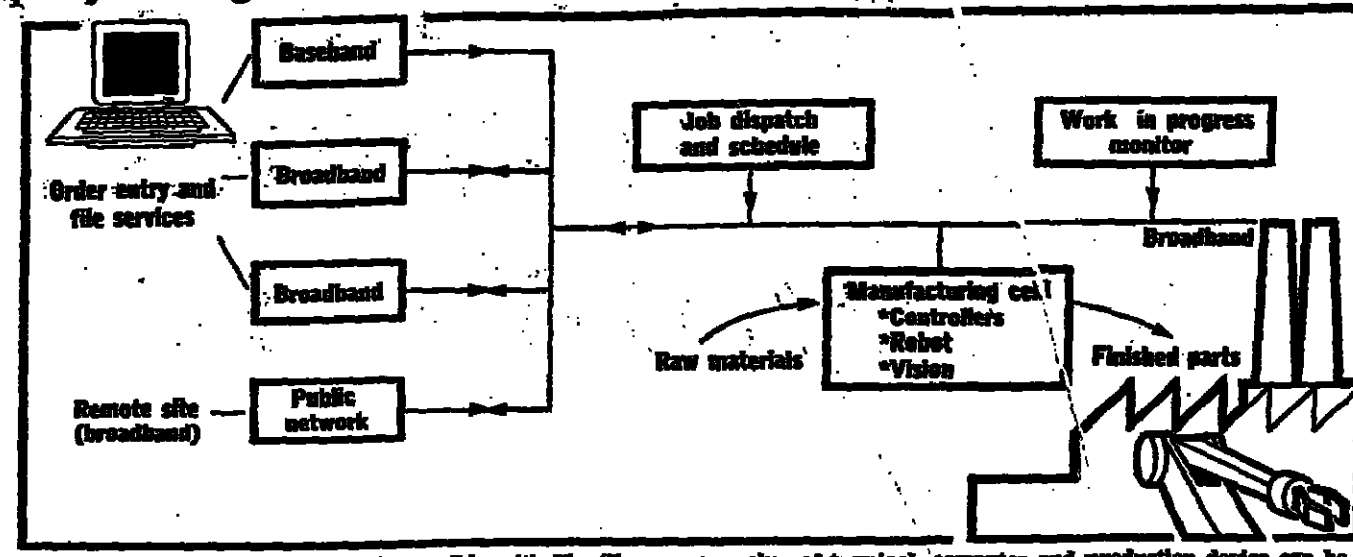 Baseband
Broadband
Order entry and
file services
Broadband
Remote site
(broadband)
Public
network
Job dispatch
and schedule
Work in progress
monitor
Broadband
Manufacturing cell
*Controllers
*Robot
*Vision
Raw materials
Finished parts